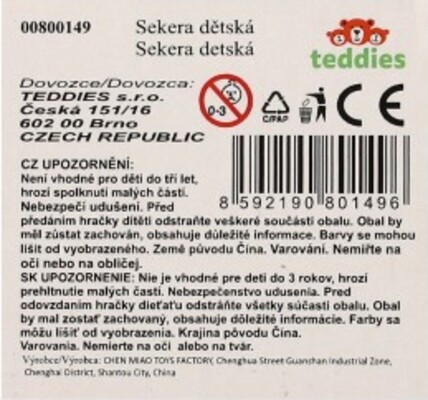 00800149
Sekera dětská
Sekera detská
teddies
Dovozce/Dovozca:
TEDDIES s.r.o.
Česká 151/16
602 00 Brno
CZECH REPUBLIC
0-3
C/PAP
CE
CZ UPOZORNĚNÍ:
Není vhodné pro děti do tří let,
hrozí spolknutí malých částí.
Nebezpečí udušení. Před
předáním hračky dítěti odstraňte veškeré součásti obalu. Obal by
měl zůstat zachován, obsahuje důležité informace. Barvy se mohou
lišit od vyobrazeného. Země původu Čína. Varování. Nemiřte na
oči nebo na obličej.
8 592190 801496
SK UPOZORNENIE: Nie je vhodné pre deti do 3 rokov, hrozí
prehltnutie malých částí. Nebezpečenstvo udusenia. Pred
odovzdaním hračky dieťaťu odstraňte všetky súčasti obalu. Obal
by mal zostať zachovaný, obsahuje dôležité informácie. Farby sa
môžu líšiť od vyobrazenia. Krajina pôvodu Čína.
Varovania. Nemierte na oči alebo na tvár.
Výrobce/Výrobca: CHEN MIAO TOYS FACTORY, Chenghua Street Guanshan Industrial Zone,
Chenghai District, Shantou City, China